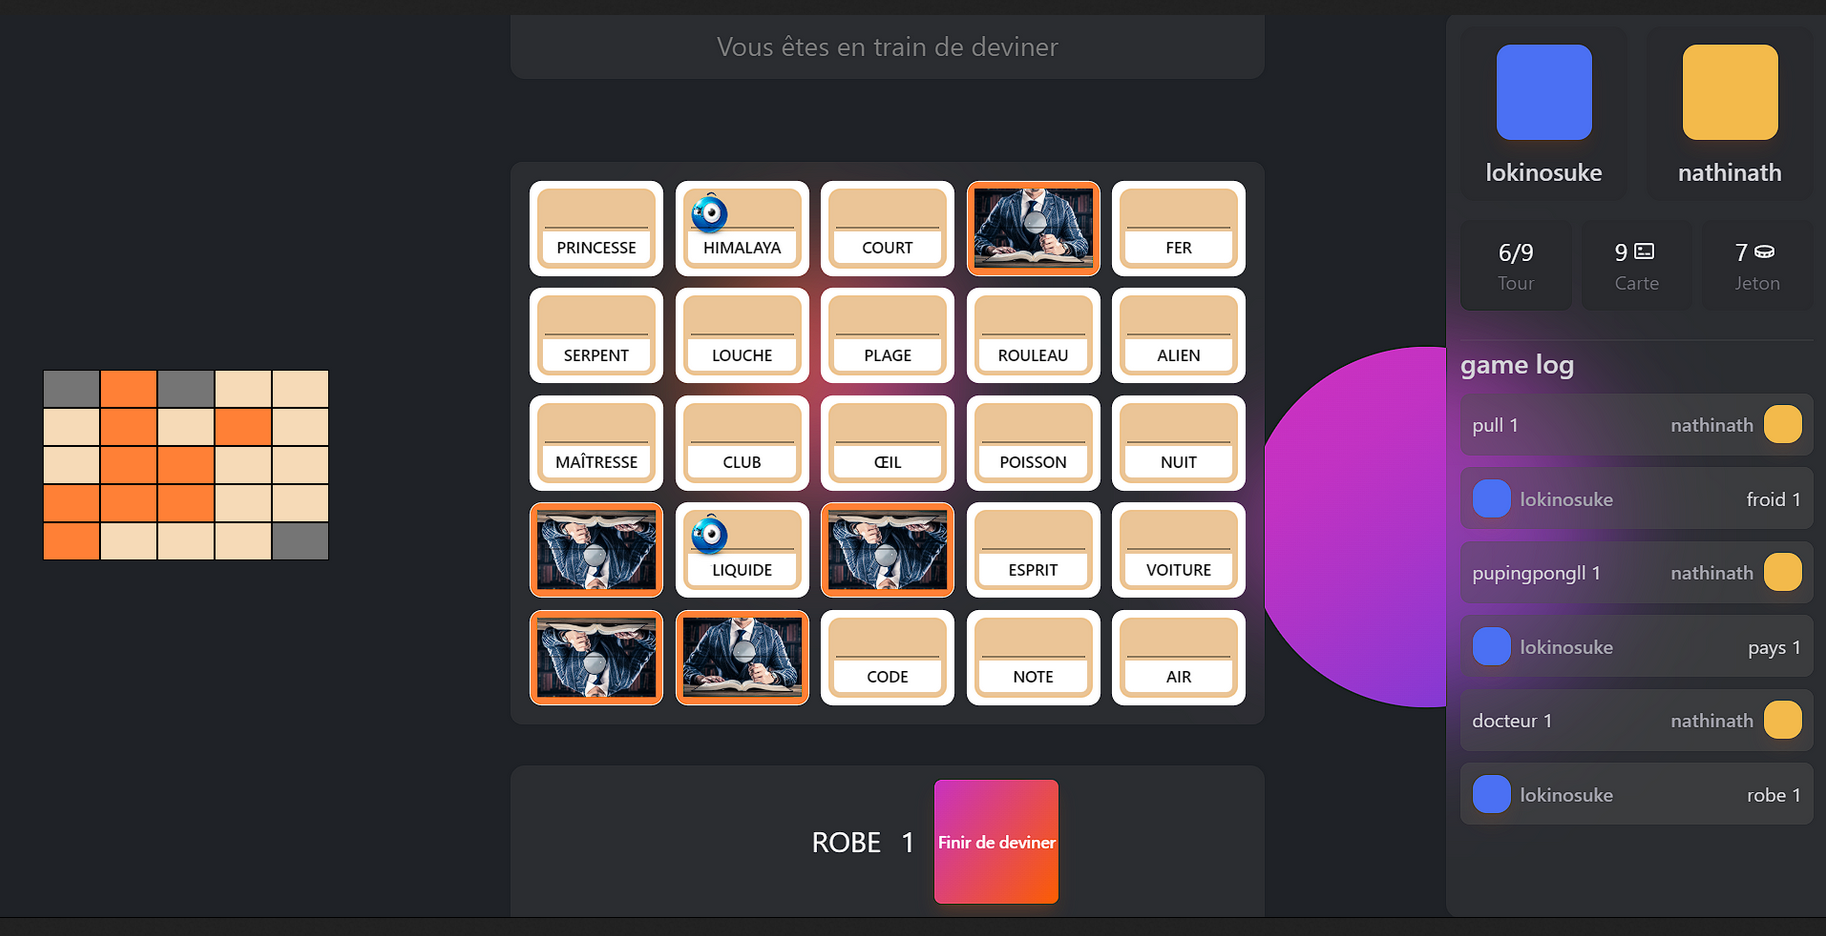 Vous êtes en train de deviner
PRINCESSE
HIMALAYA
COURT
FER
SERPENT
LOUCHE
PLAGE
ROULEAU
ALIEN
MAÎTRESSE
CLUB
ŒIL
POISSON
NUIT
LIQUIDE
ESPRIT
VOITURE
CODE
NOTE
AIR
ROBE 1
Finir de deviner
lokinosuke
nathinath
6/9
Tour
9
Carte
7
Jeton
game log
pull 1 nathinath
lokinosuke froid 1
pupingpongll 1 nathinath
lokinosuke pays 1
docteur 1 nathinath
lokinosuke robe 1